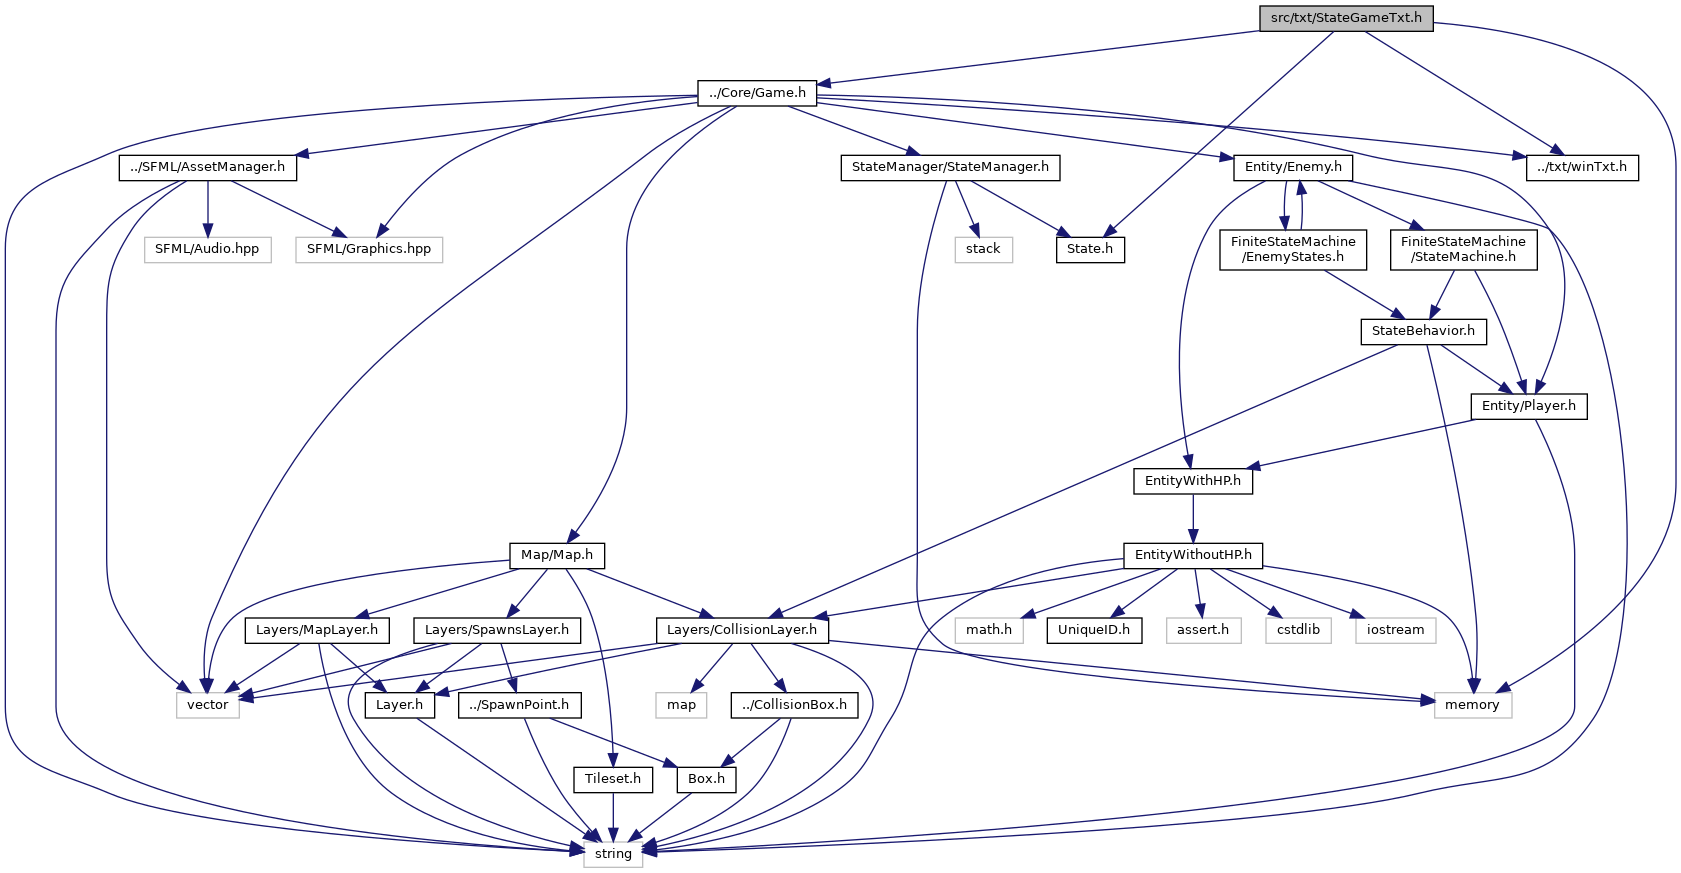 src/txt/StateGameTxt.h
../Core/Game.h
../SFML/AssetManager.h
StateManager/StateManager.h
Entity/Enemy.h
../txt/winTxt.h
SFML/Audio.hpp
SFML/Graphics.hpp
stack
State.h
FiniteStateMachine
/EnemyStates.h
FiniteStateMachine
/StateMachine.h
StateBehavior.h
Entity/Player.h
EntityWithHP.h
Map/Map.h
EntityWithoutHP.h
Layers/MapLayer.h
Layers/SpawnsLayer.h
Layers/CollisionLayer.h
math.h
UniqueID.h
assert.h
cstdlib
iostream
vector
Layer.h
../SpawnPoint.h
map
../CollisionBox.h
memory
Tileset.h
Box.h
string